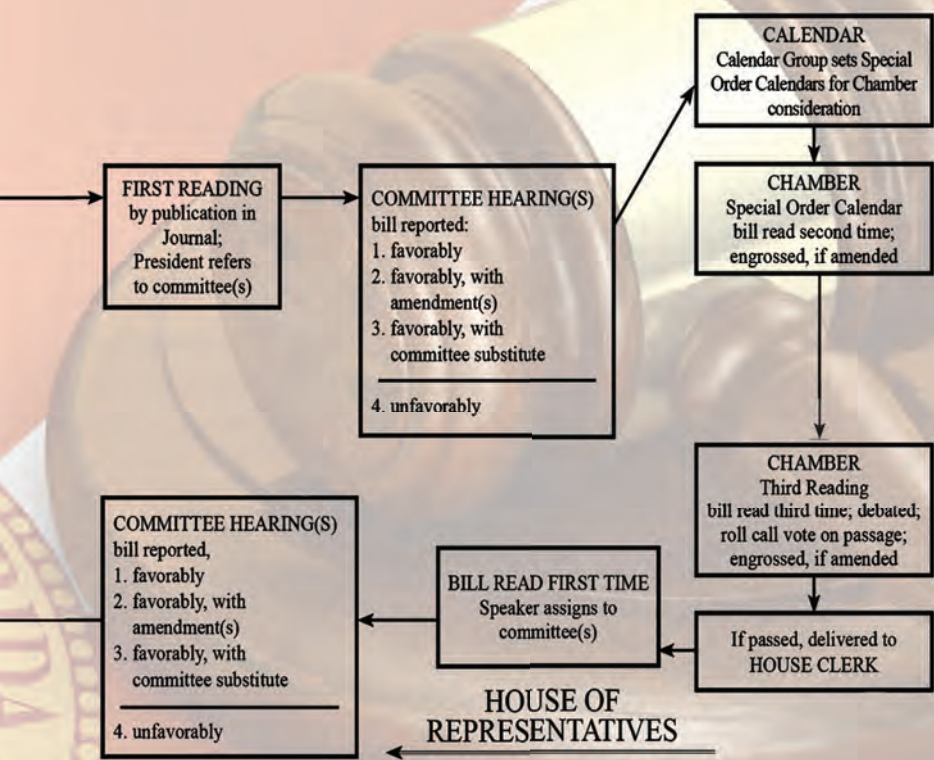 FIRST READING
by publication in
Journal;
President refers
to committee(s)
COMMITTEE HEARING(S)
bill reported:
1. favorably
2. favorably, with
amendment(s)
3. favorably, with
committee substitute
4. unfavorably
CALENDAR
Calendar Group sets Special
Order Calendars for Chamber
consideration
CHAMBER
Special Order Calendar
bill read second time;
engrossed, if amended
CHAMBER
Third Reading
bill read third time; debated;
roll call vote on passage;
engrossed, if amended
If passed, delivered to
HOUSE CLERK
BILL READ FIRST TIME
Speaker assigns to
committee(s)
COMMITTEE HEARING(S)
bill reported,
1. favorably
2. favorably, with
amendment(s)
3. favorably, with
committee substitute
4. unfavorably
HOUSE OF
REPRESENTATIVES